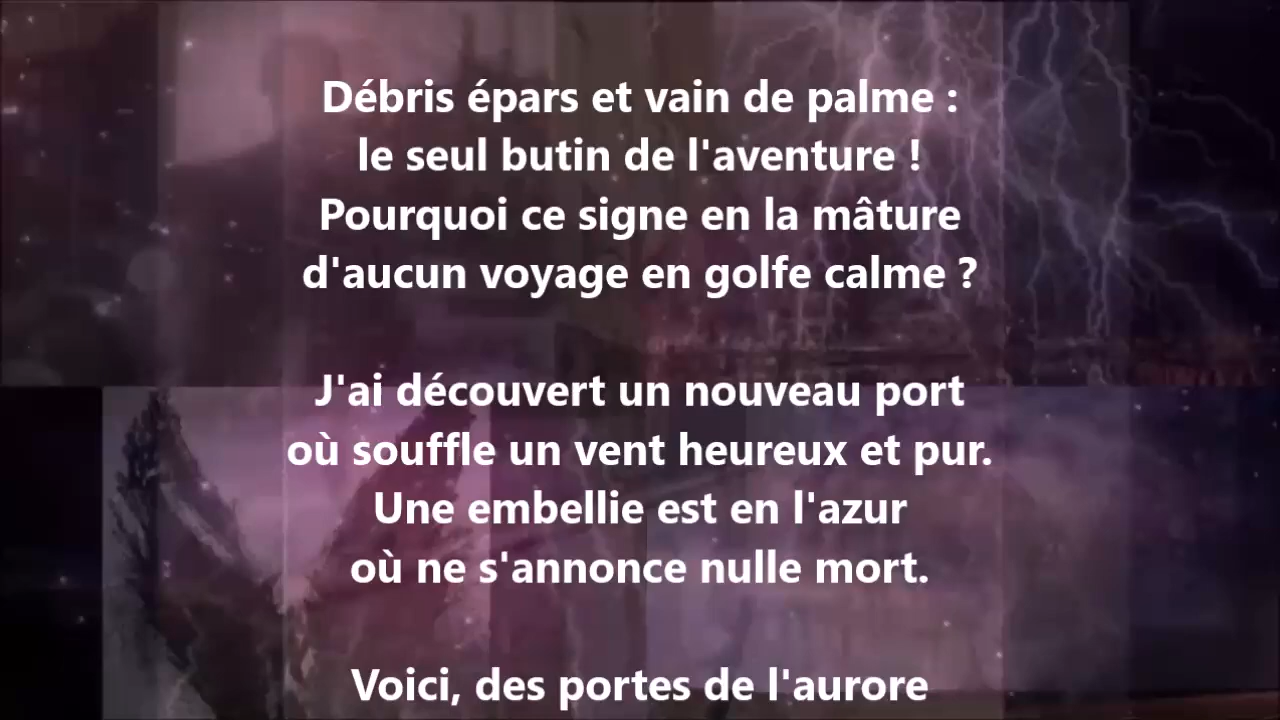 Débris épars et vain de palme :
le seul butin de l'aventure !
Pourquoi ce signe en la mâture
d'aucun voyage en golfe calme ?
J'ai découvert un nouveau port
où souffle un vent heureux et pur.
Une embellie est en l'azur
où ne s'annonce nulle mort.
Voici, des portes de l'aurore